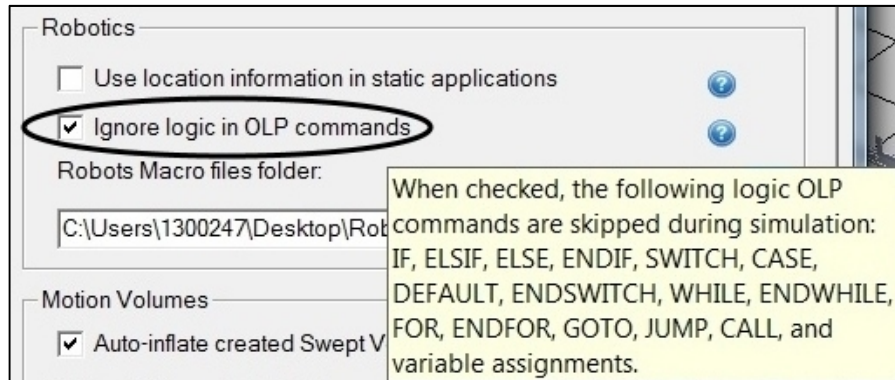 Robotics
Use location information in static applications
Ignore logic in OLP commands
Robots Macro files folder:
C:\Users\1300247\Desktop\Rob
When checked, the following logic OLP
commands are skipped during simulation:
IF, ELSIF, ELSE, ENDIF, SWITCH, CASE,
DEFAULT, ENDSWITCH, WHILE, ENDWHILE,
FOR, ENDFOR, GOTO, JUMP, CALL, and
variable assignments.
Motion Volumes
Auto-inflate created Swept V